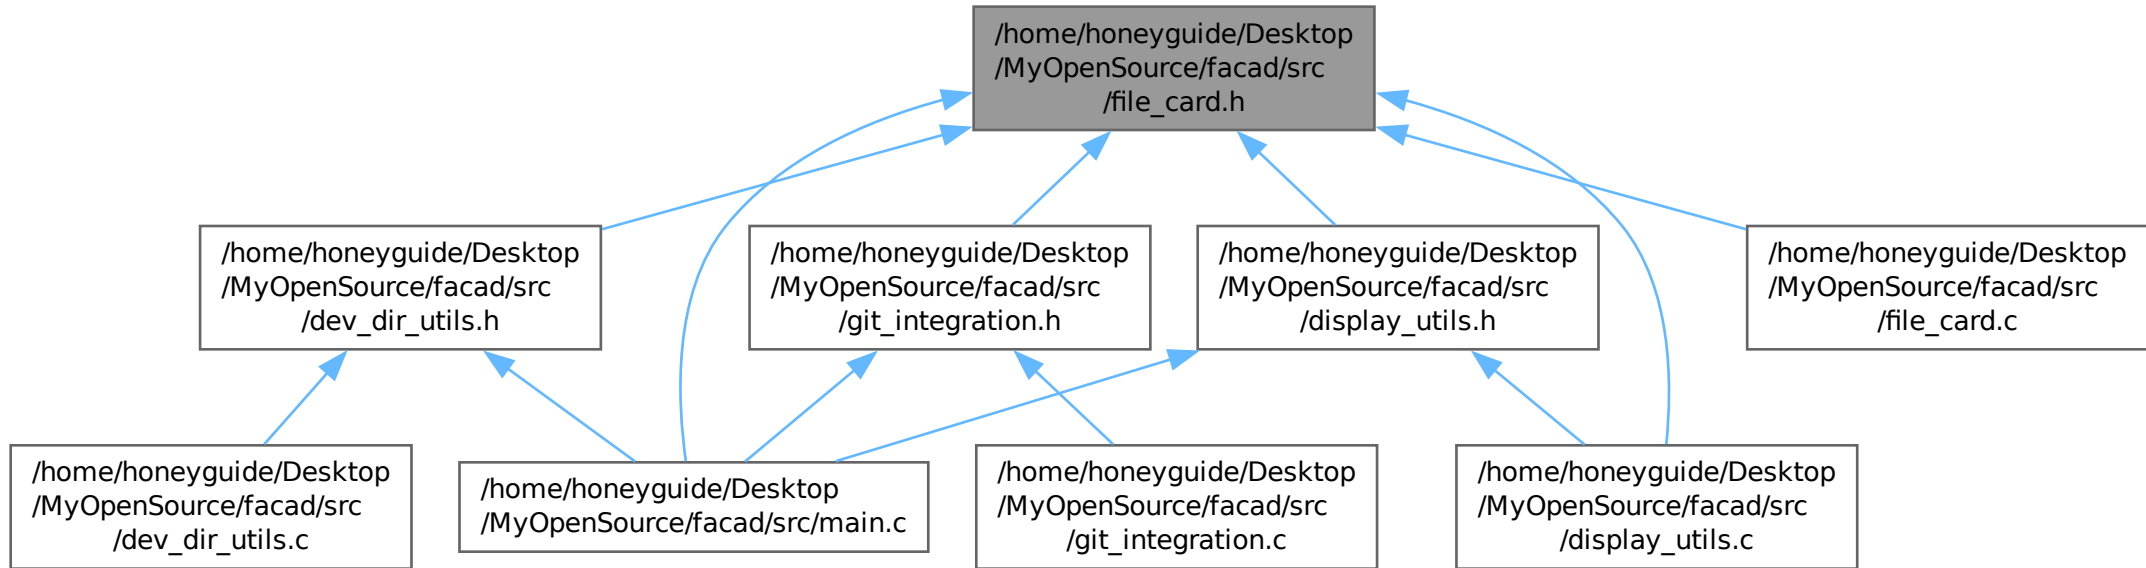 /home/honeyguide/Desktop
/MyOpenSource/facad/src
/file_card.h
/home/honeyguide/Desktop
/MyOpenSource/facad/src
/dev_dir_utils.h
/home/honeyguide/Desktop
/MyOpenSource/facad/src
/git_integration.h
/home/honeyguide/Desktop
/MyOpenSource/facad/src
/display_utils.h
/home/honeyguide/Desktop
/MyOpenSource/facad/src
/file_card.c
/home/honeyguide/Desktop
/MyOpenSource/facad/src
/dev_dir_utils.c
/home/honeyguide/Desktop
/MyOpenSource/facad/src/main.c
/home/honeyguide/Desktop
/MyOpenSource/facad/src
/git_integration.c
/home/honeyguide/Desktop
/MyOpenSource/facad/src
/display_utils.c